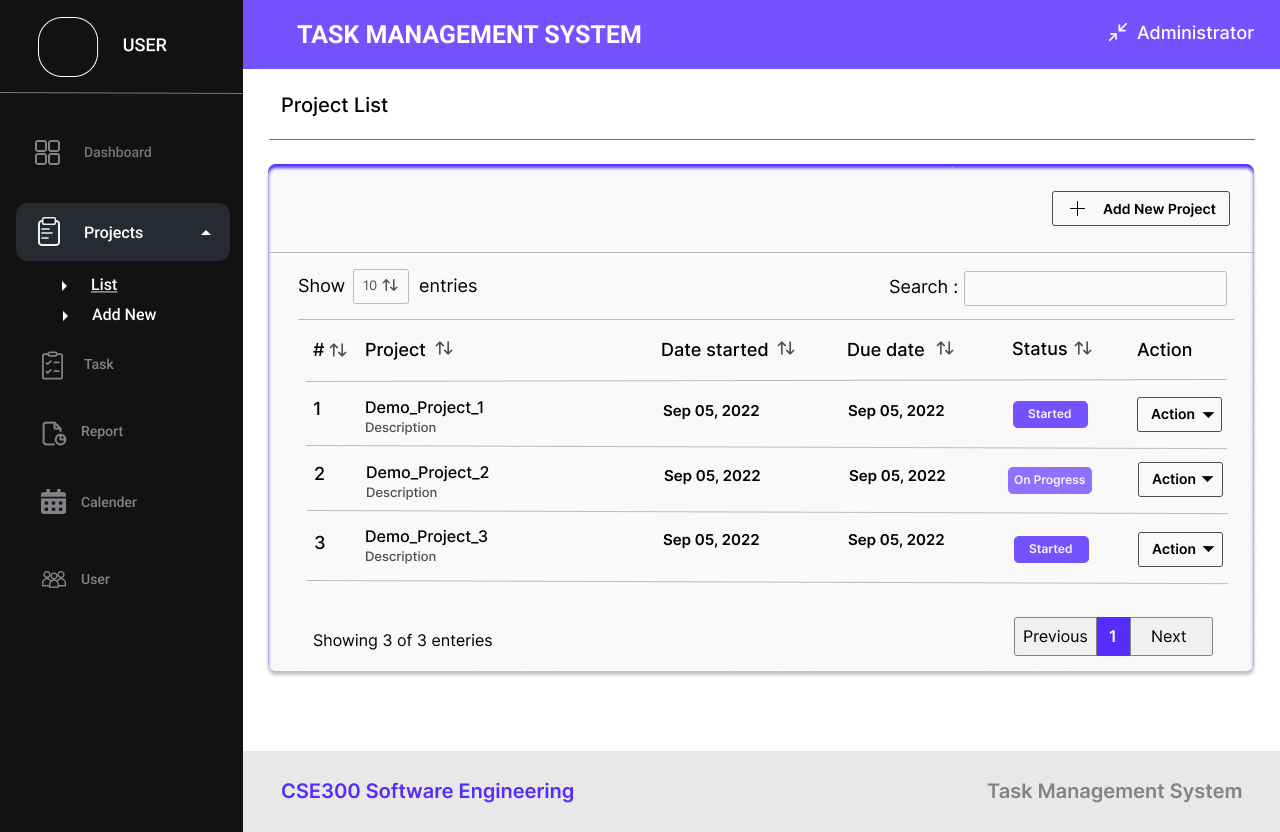 USER
TASK MANAGEMENT SYSTEM
Administrator
Project List
Dashboard
Projects
List
Add New
Task
Report
Calender
User
Add New Project
Show 10 entries
Search :
# Project Date started Due date Status Action
1 Demo_Project_1 Sep 05, 2022 Sep 05, 2022 Started Action
Description
2 Demo_Project_2 Sep 05, 2022 Sep 05, 2022 On Progress Action
Description
3 Demo_Project_3 Sep 05, 2022 Sep 05, 2022 Started Action
Description
Showing 3 of 3 enteries
Previous 1 Next
CSE300 Software Engineering
Task Management System